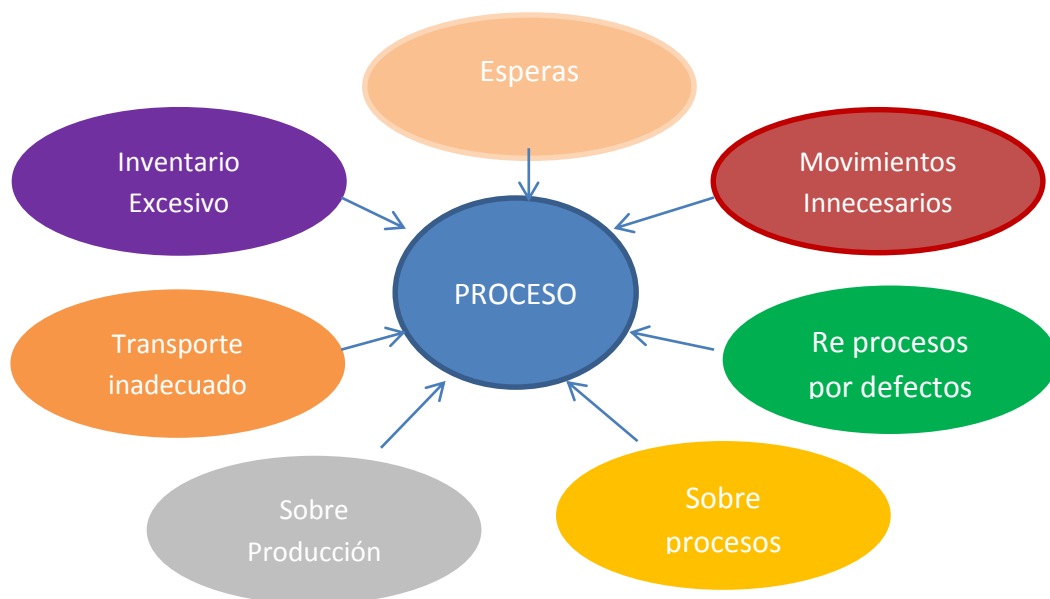 Esperas
Inventario
Excesivo
Movimientos
Innecesarios
PROCESO
Transporte
inadecuado
Re procesos
por defectos
Sobre
Producción
Sobre
procesos